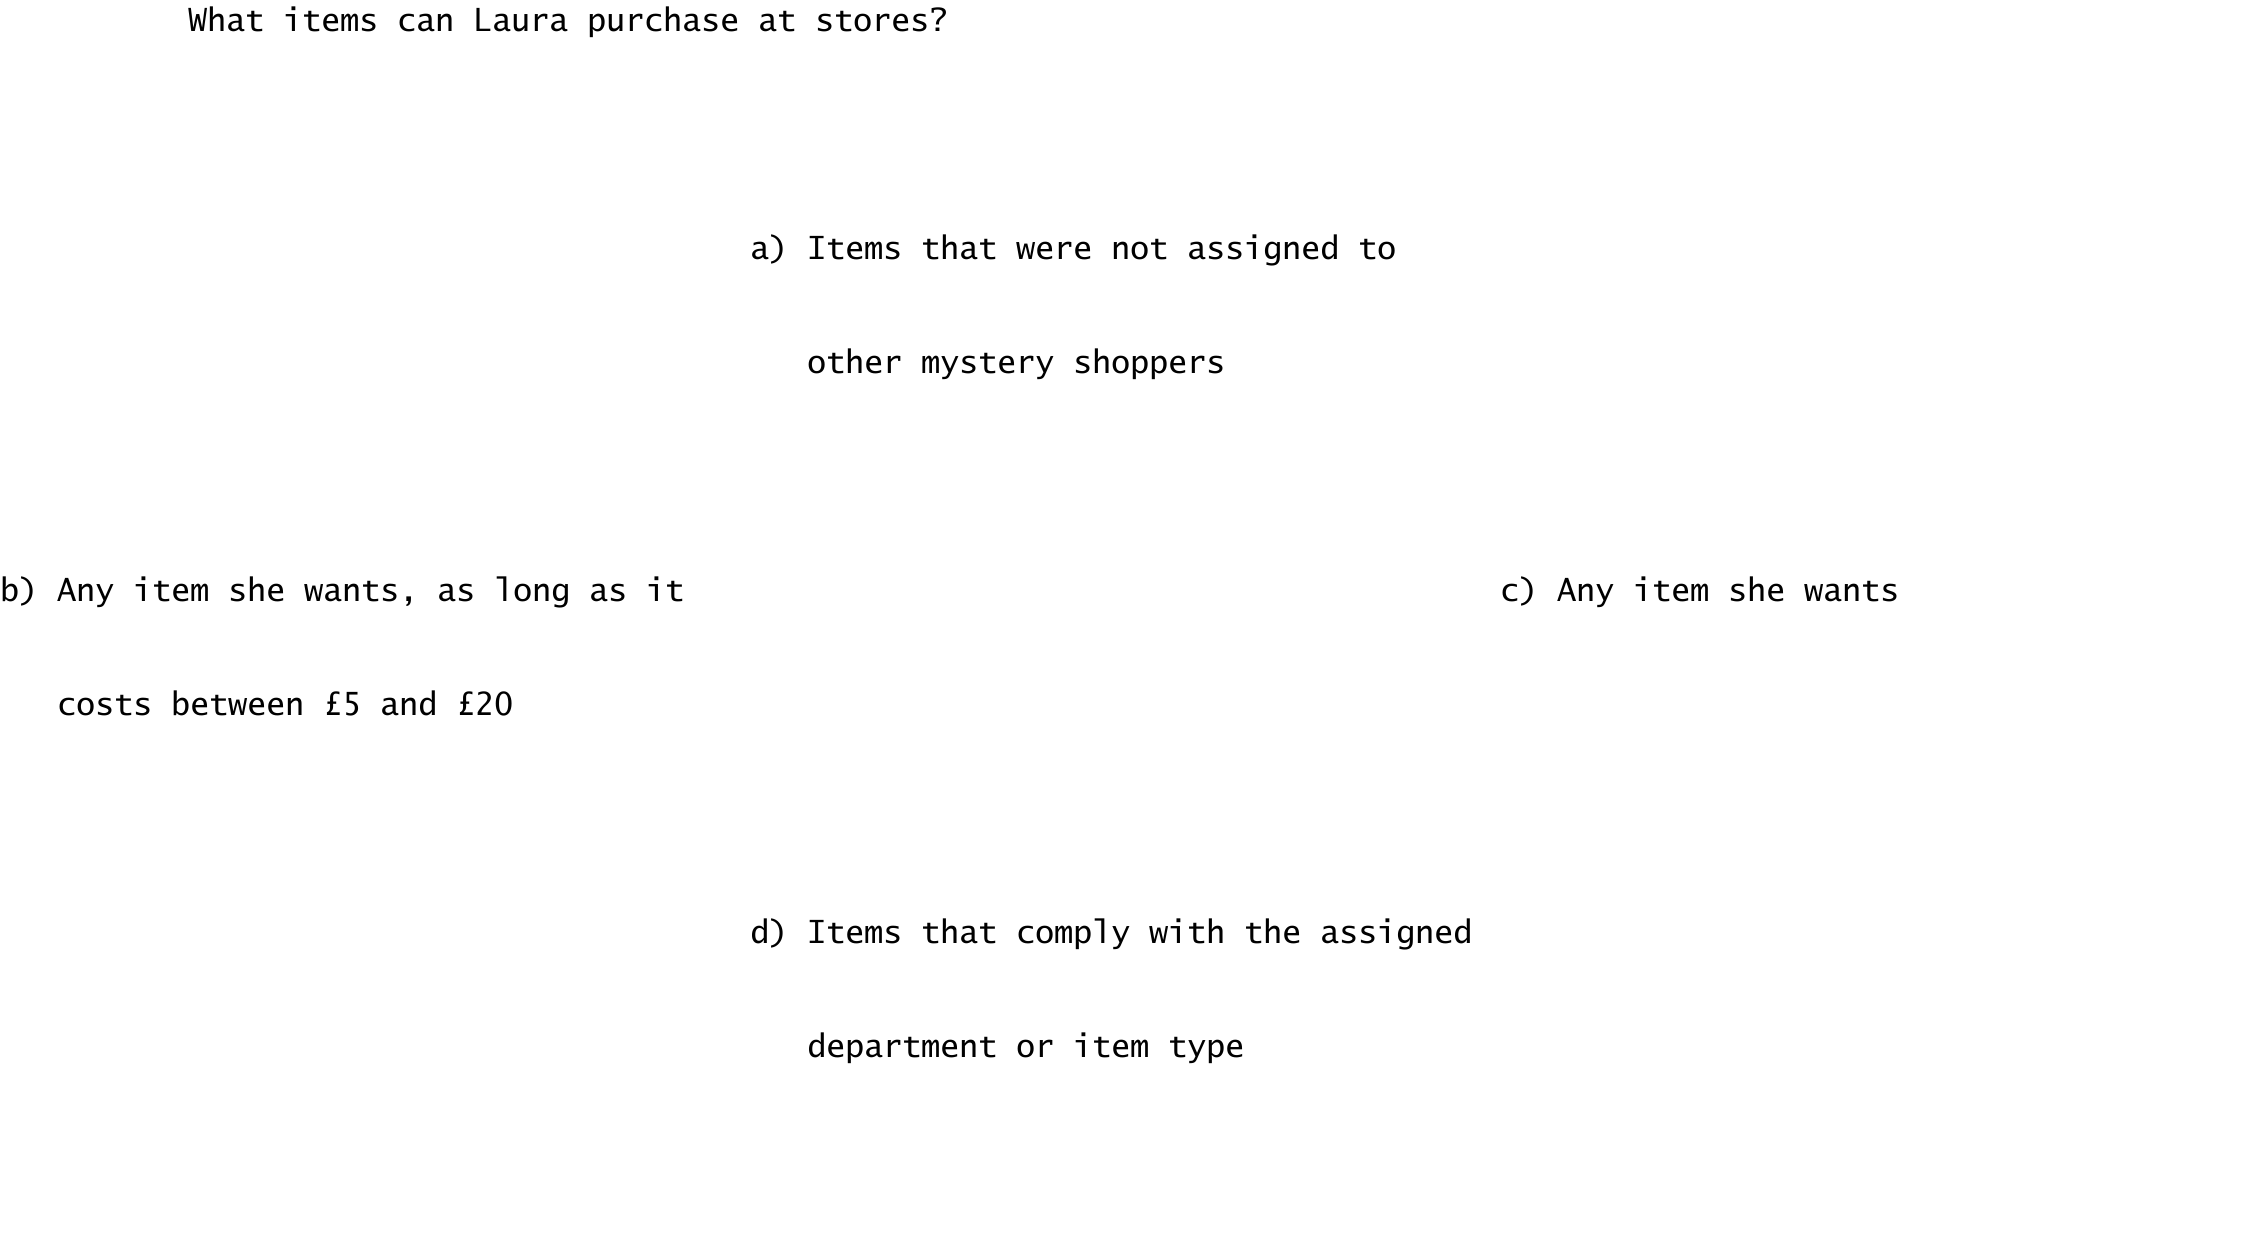 What items can Laura purchase at stores?
a) Items that were not assigned to
other mystery shoppers
b) Any item she wants, as long as it
costs between £5 and £20
c) Any item she wants
d) Items that comply with the assigned
department or item type